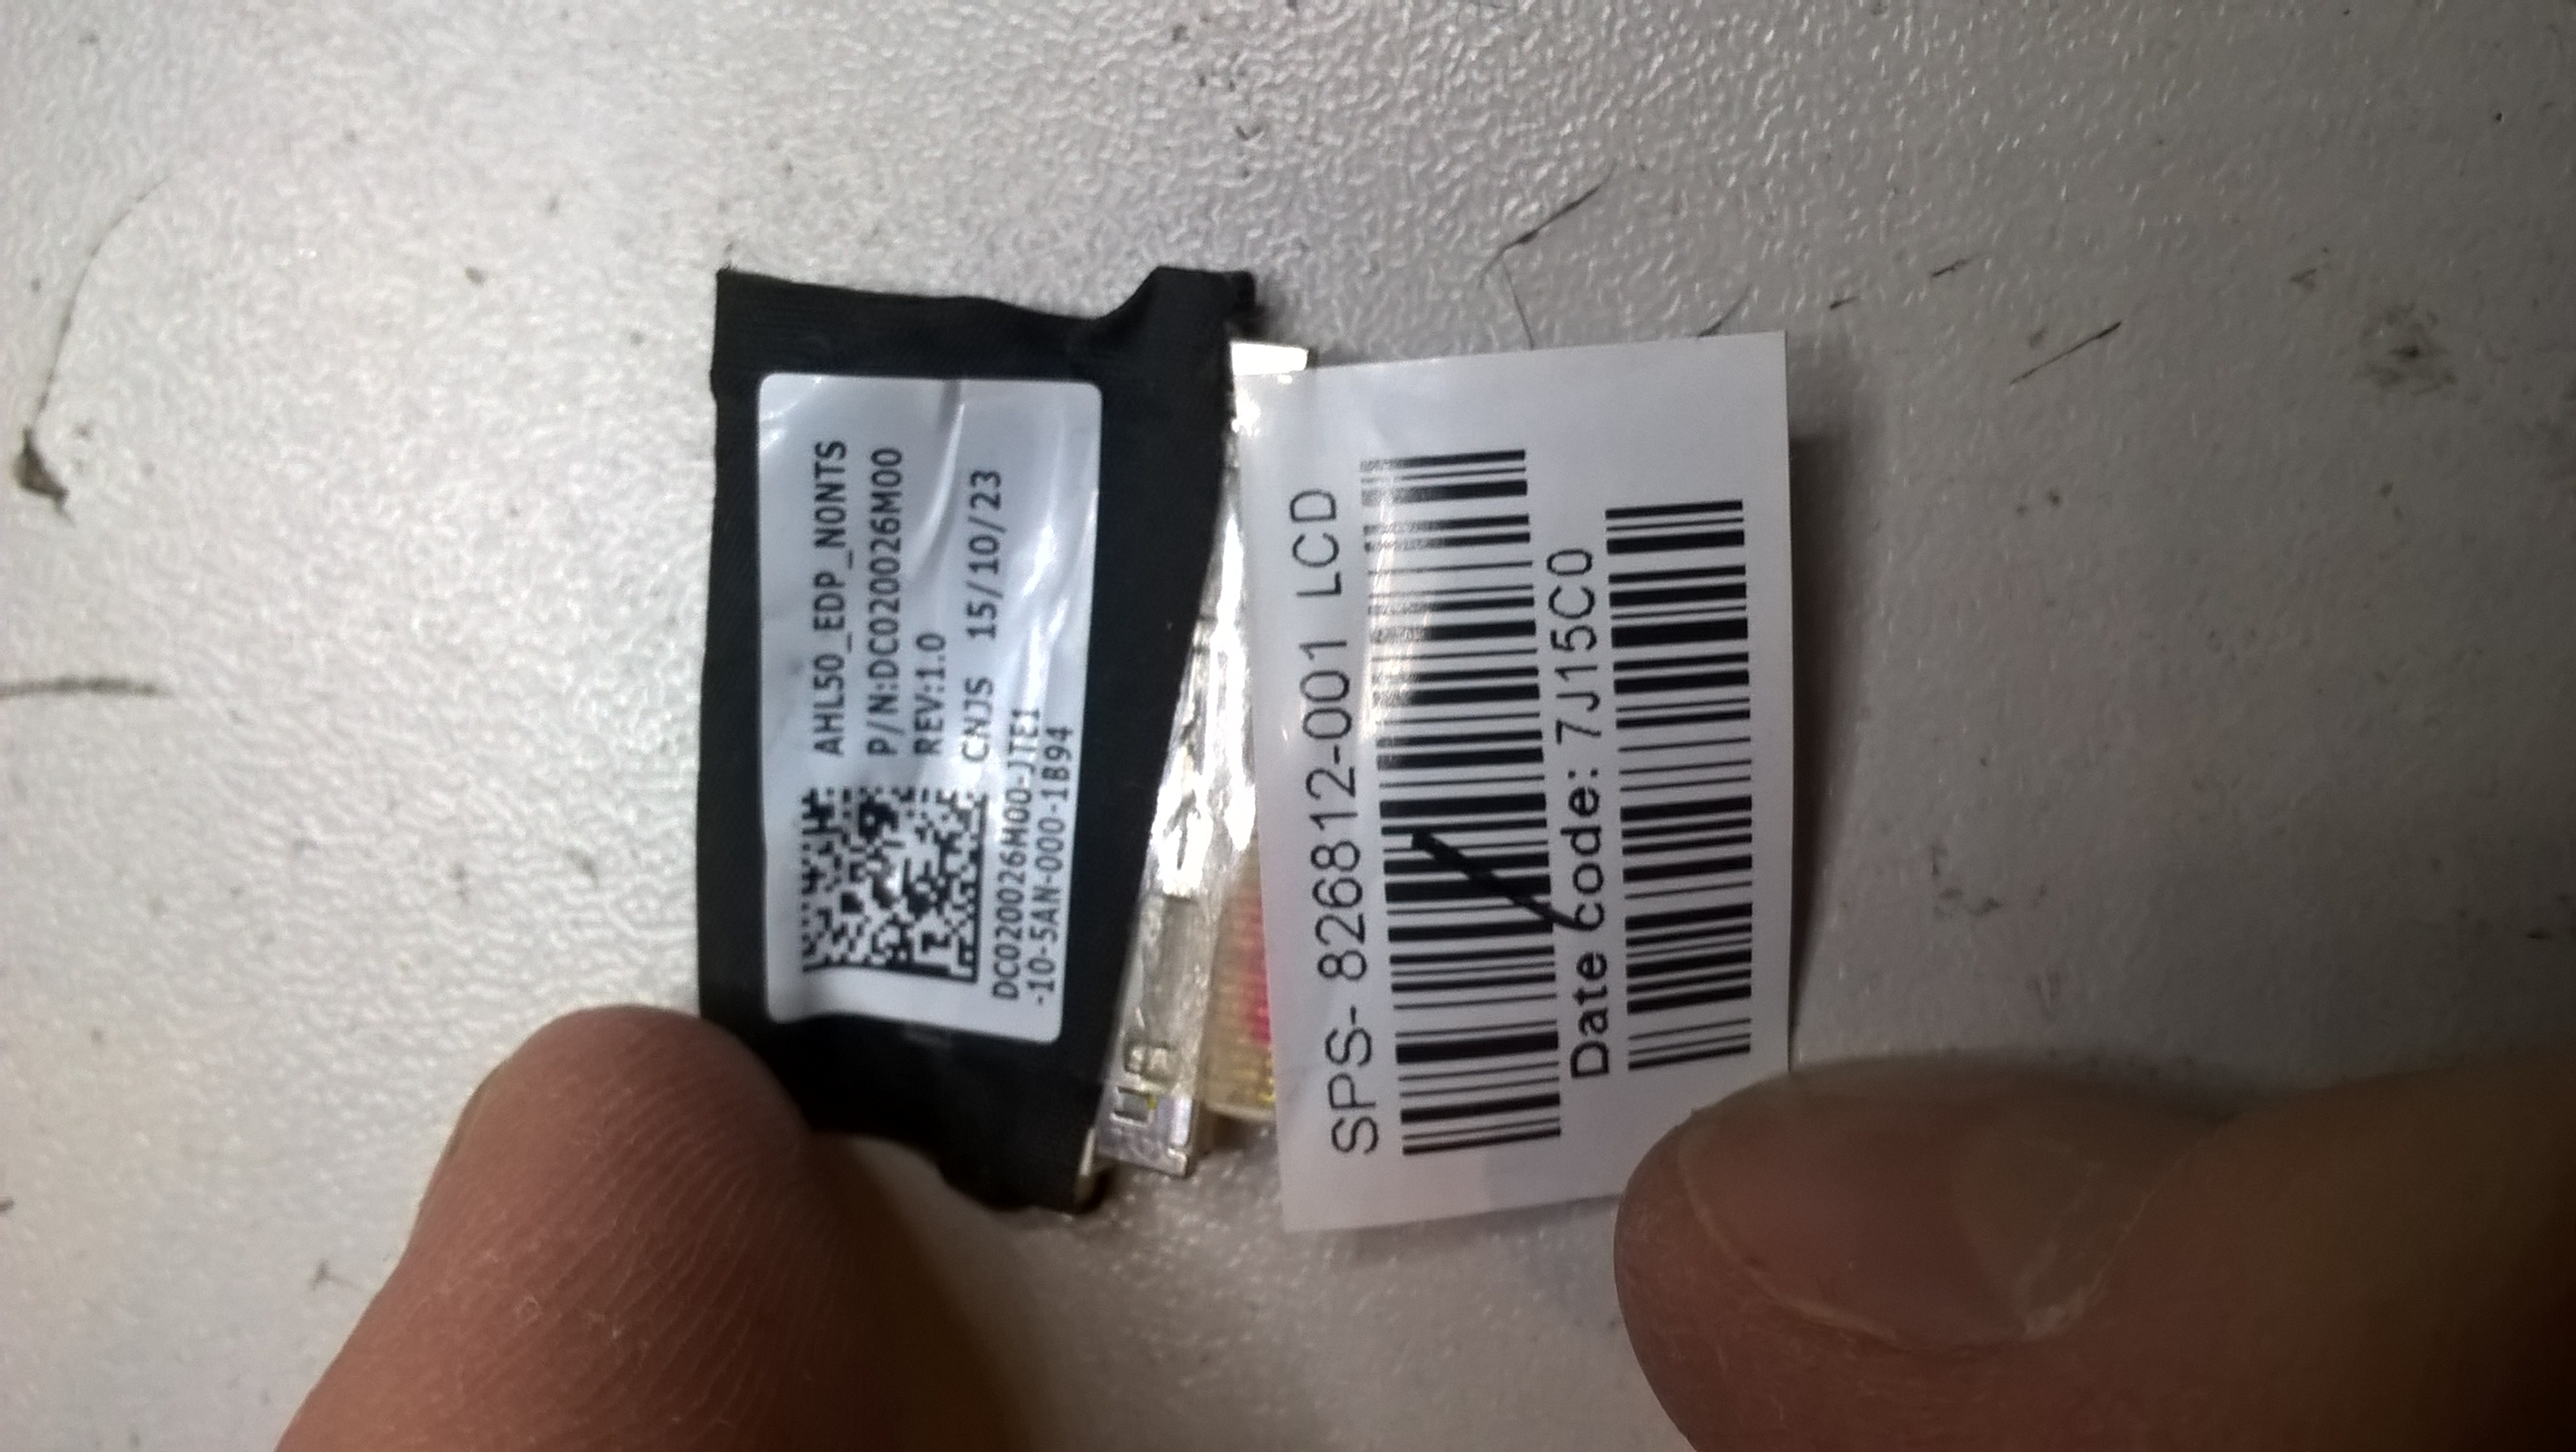 AHL50_EDP_NONTS
P/N:DC020026M00
REV:1.0
CNJS 15/10/23
DC020026M00-JTE1
-10-5AN-000-1B94
SPS- 826812-001 LCD
Date code: 7J15C0